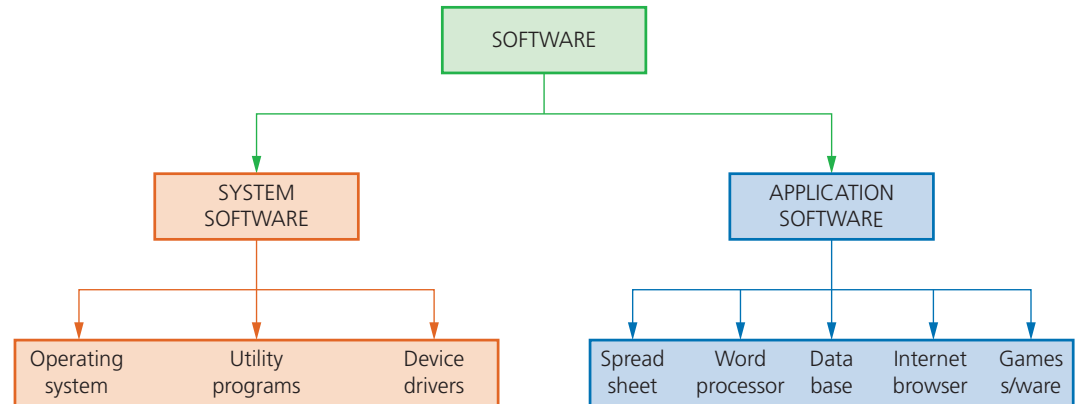 SOFTWARE
SYSTEM
SOFTWARE
APPLICATION
SOFTWARE
Operating
system
Utility
programs
Device
drivers
Spread
sheet
Word
processor
Data
base
Internet
browser
Games
s/ware